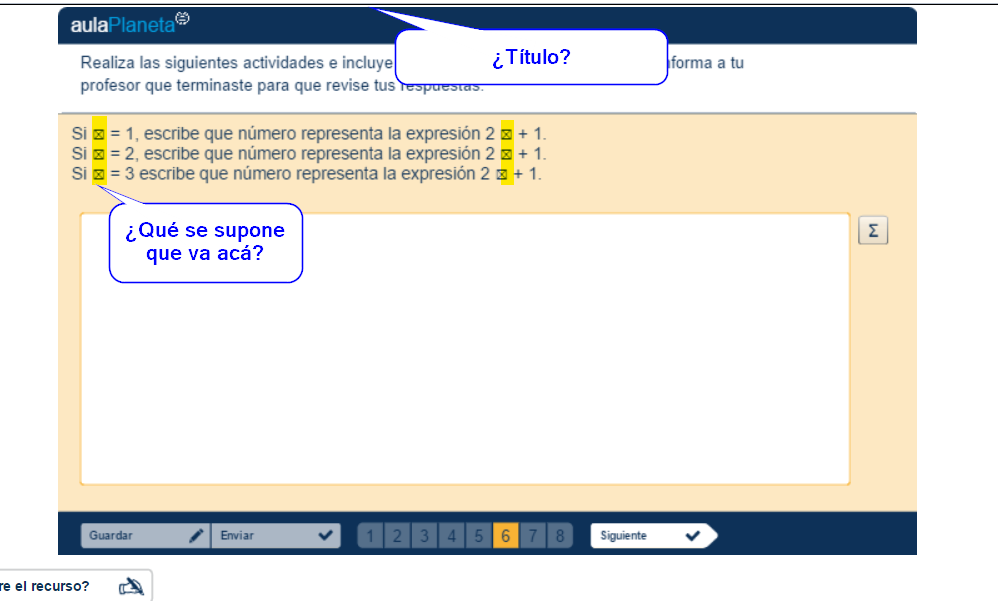 aulaPlaneta
¿Título?
Realiza las siguientes actividades e incluye nforma a tu
profesor que terminaste para que revise tus respuestas.
Si ⊠ = 1, escribe que número representa la expresión 2 ⊠ + 1.
Si ⊠ = 2, escribe que número representa la expresión 2 ⊠ + 1.
Si ⊠ = 3 escribe que número representa la expresión 2 ⊠ + 1.
¿Qué se supone
que va acá?
Σ
Guardar Enviar 1 2 3 4 5 6 7 8 Siguiente
re el recurso?